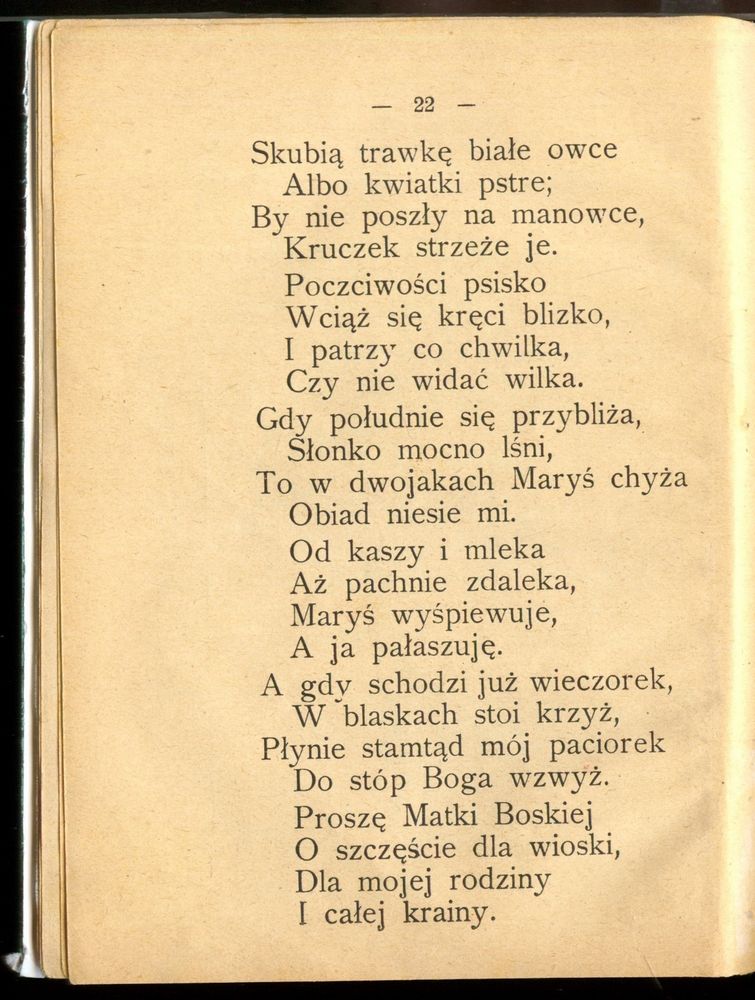 — 22 —
Skubią trawkę białe owce
Albo kwiatki pstre;
By nie poszły na manowce,
Kruczek strzeże je.
Poczciwości psisko
Wciąż się kręci blizko,
I patrzy co chwilka,
Czy nie widać wilka.
Gdy południe się przybliża,
Słonko mocno lśni,
To w dwojakach Maryś chyża
Obiad niesie mi.
Od kaszy i mleka
Aż pachnie zdaleka,
Maryś wyśpiewuje,
A ja pałaszuję.
A gdy schodzi już wieczorek,
W blaskach stoi krzyż,
Płynie stamtąd mój paciorek
Do stóp Boga wzwyż.
Proszę Matki Boskiej
O szczęście dla wioski,
Dla mojej rodziny
I całej krainy.